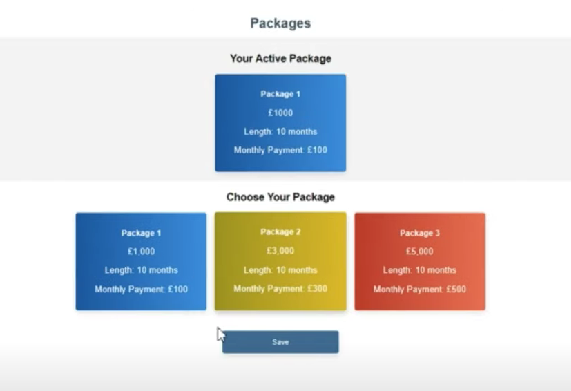 Packages
Your Active Package
Package 1
£1000
Length: 10 months
Monthly Payment: £100
Choose Your Package
Package 1
£1,000
Length: 10 months
Monthly Payment: £100
Package 2
£3,000
Length: 10 months
Monthly Payment: £300
Package 3
£5,000
Length: 10 months
Monthly Payment: £500
Save